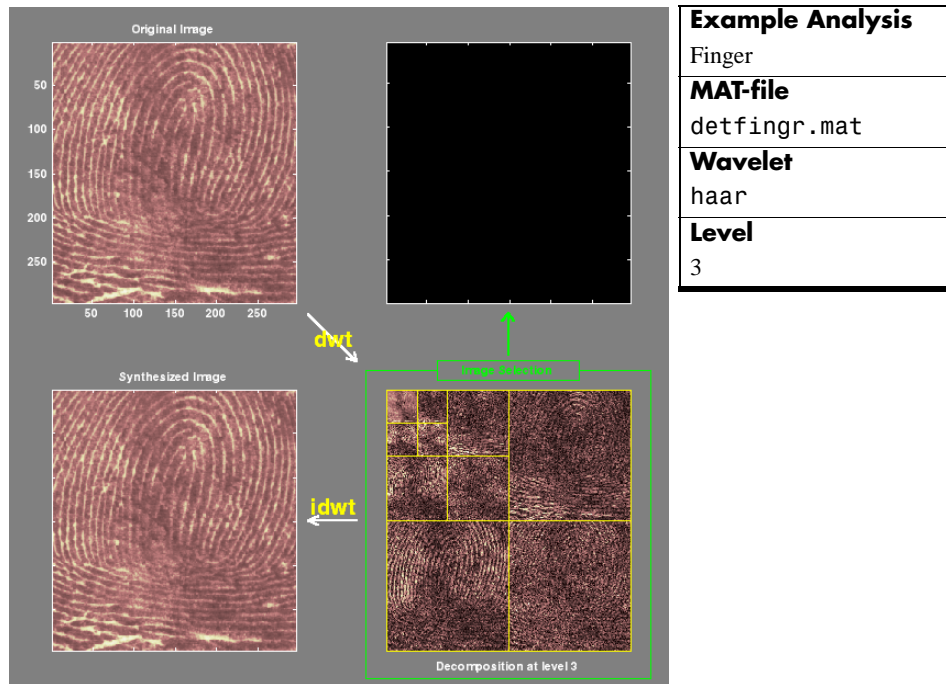 Original Image
50
100
150
200
250
50 100 150 200 250
dwt
Image Selection
Synthesized Image
idwt
Decomposition at level 3
Example Analysis
Finger
MAT-file
detfingr.mat
Wavelet
haar
Level
3